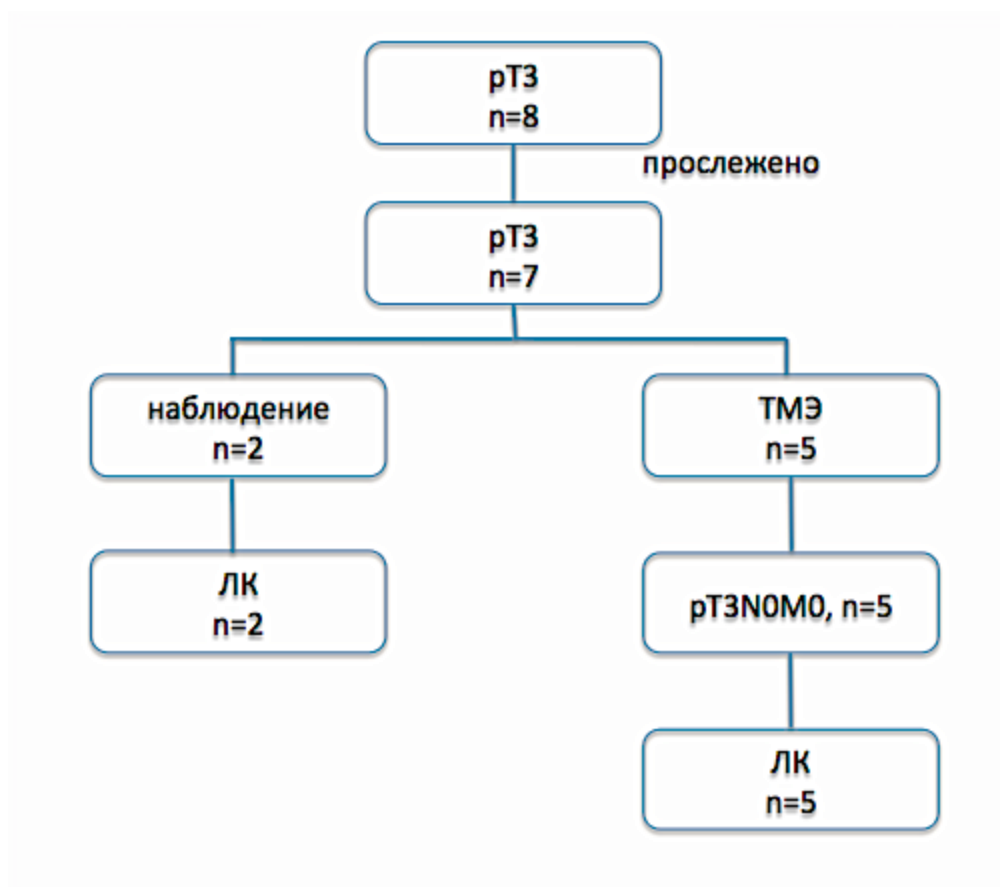 рТ3
n=8
прослежено
рТ3
n=7
наблюдение
n=2
ТМЭ
n=5
ЛК
n=2
рТ3N0M0, n=5
ЛК
n=5